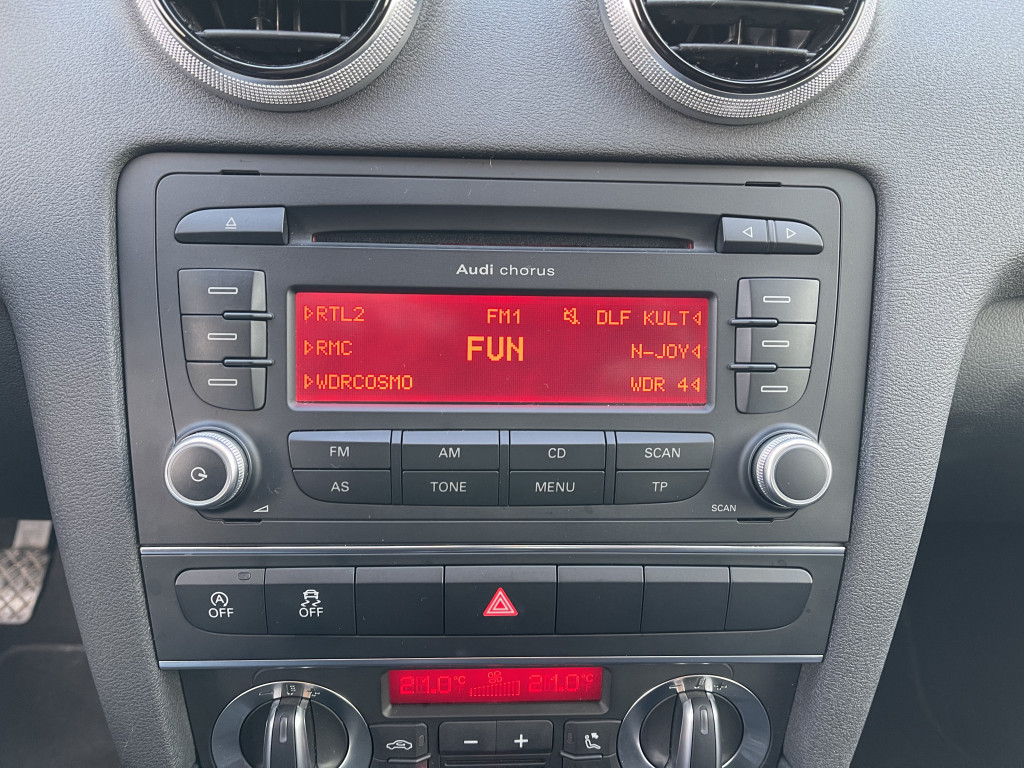 Audi chorus
RTL2 FM1 DLF KULT
RMC FUN N-JOY
WDRCOSMO WDR 4
FM AM CD SCAN
AS TONE MENU TP
SCAN
A OFF OFF
21.0°C 21.0°C